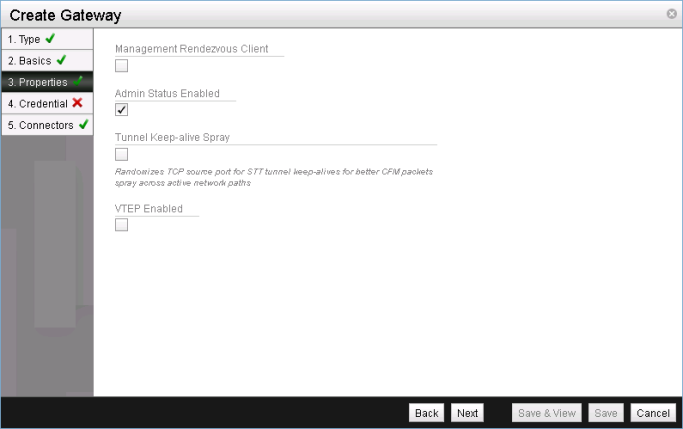 Create Gateway
1. Type
2. Basics
3. Properties
4. Credential
5. Connectors
Management Rendezvous Client
Admin Status Enabled
Tunnel Keep-alive Spray
Randomizes TCP source port for STT tunnel keep-alives for better CFM packets
spray across active network paths
VTEP Enabled
Back Next Save & View Save Cancel